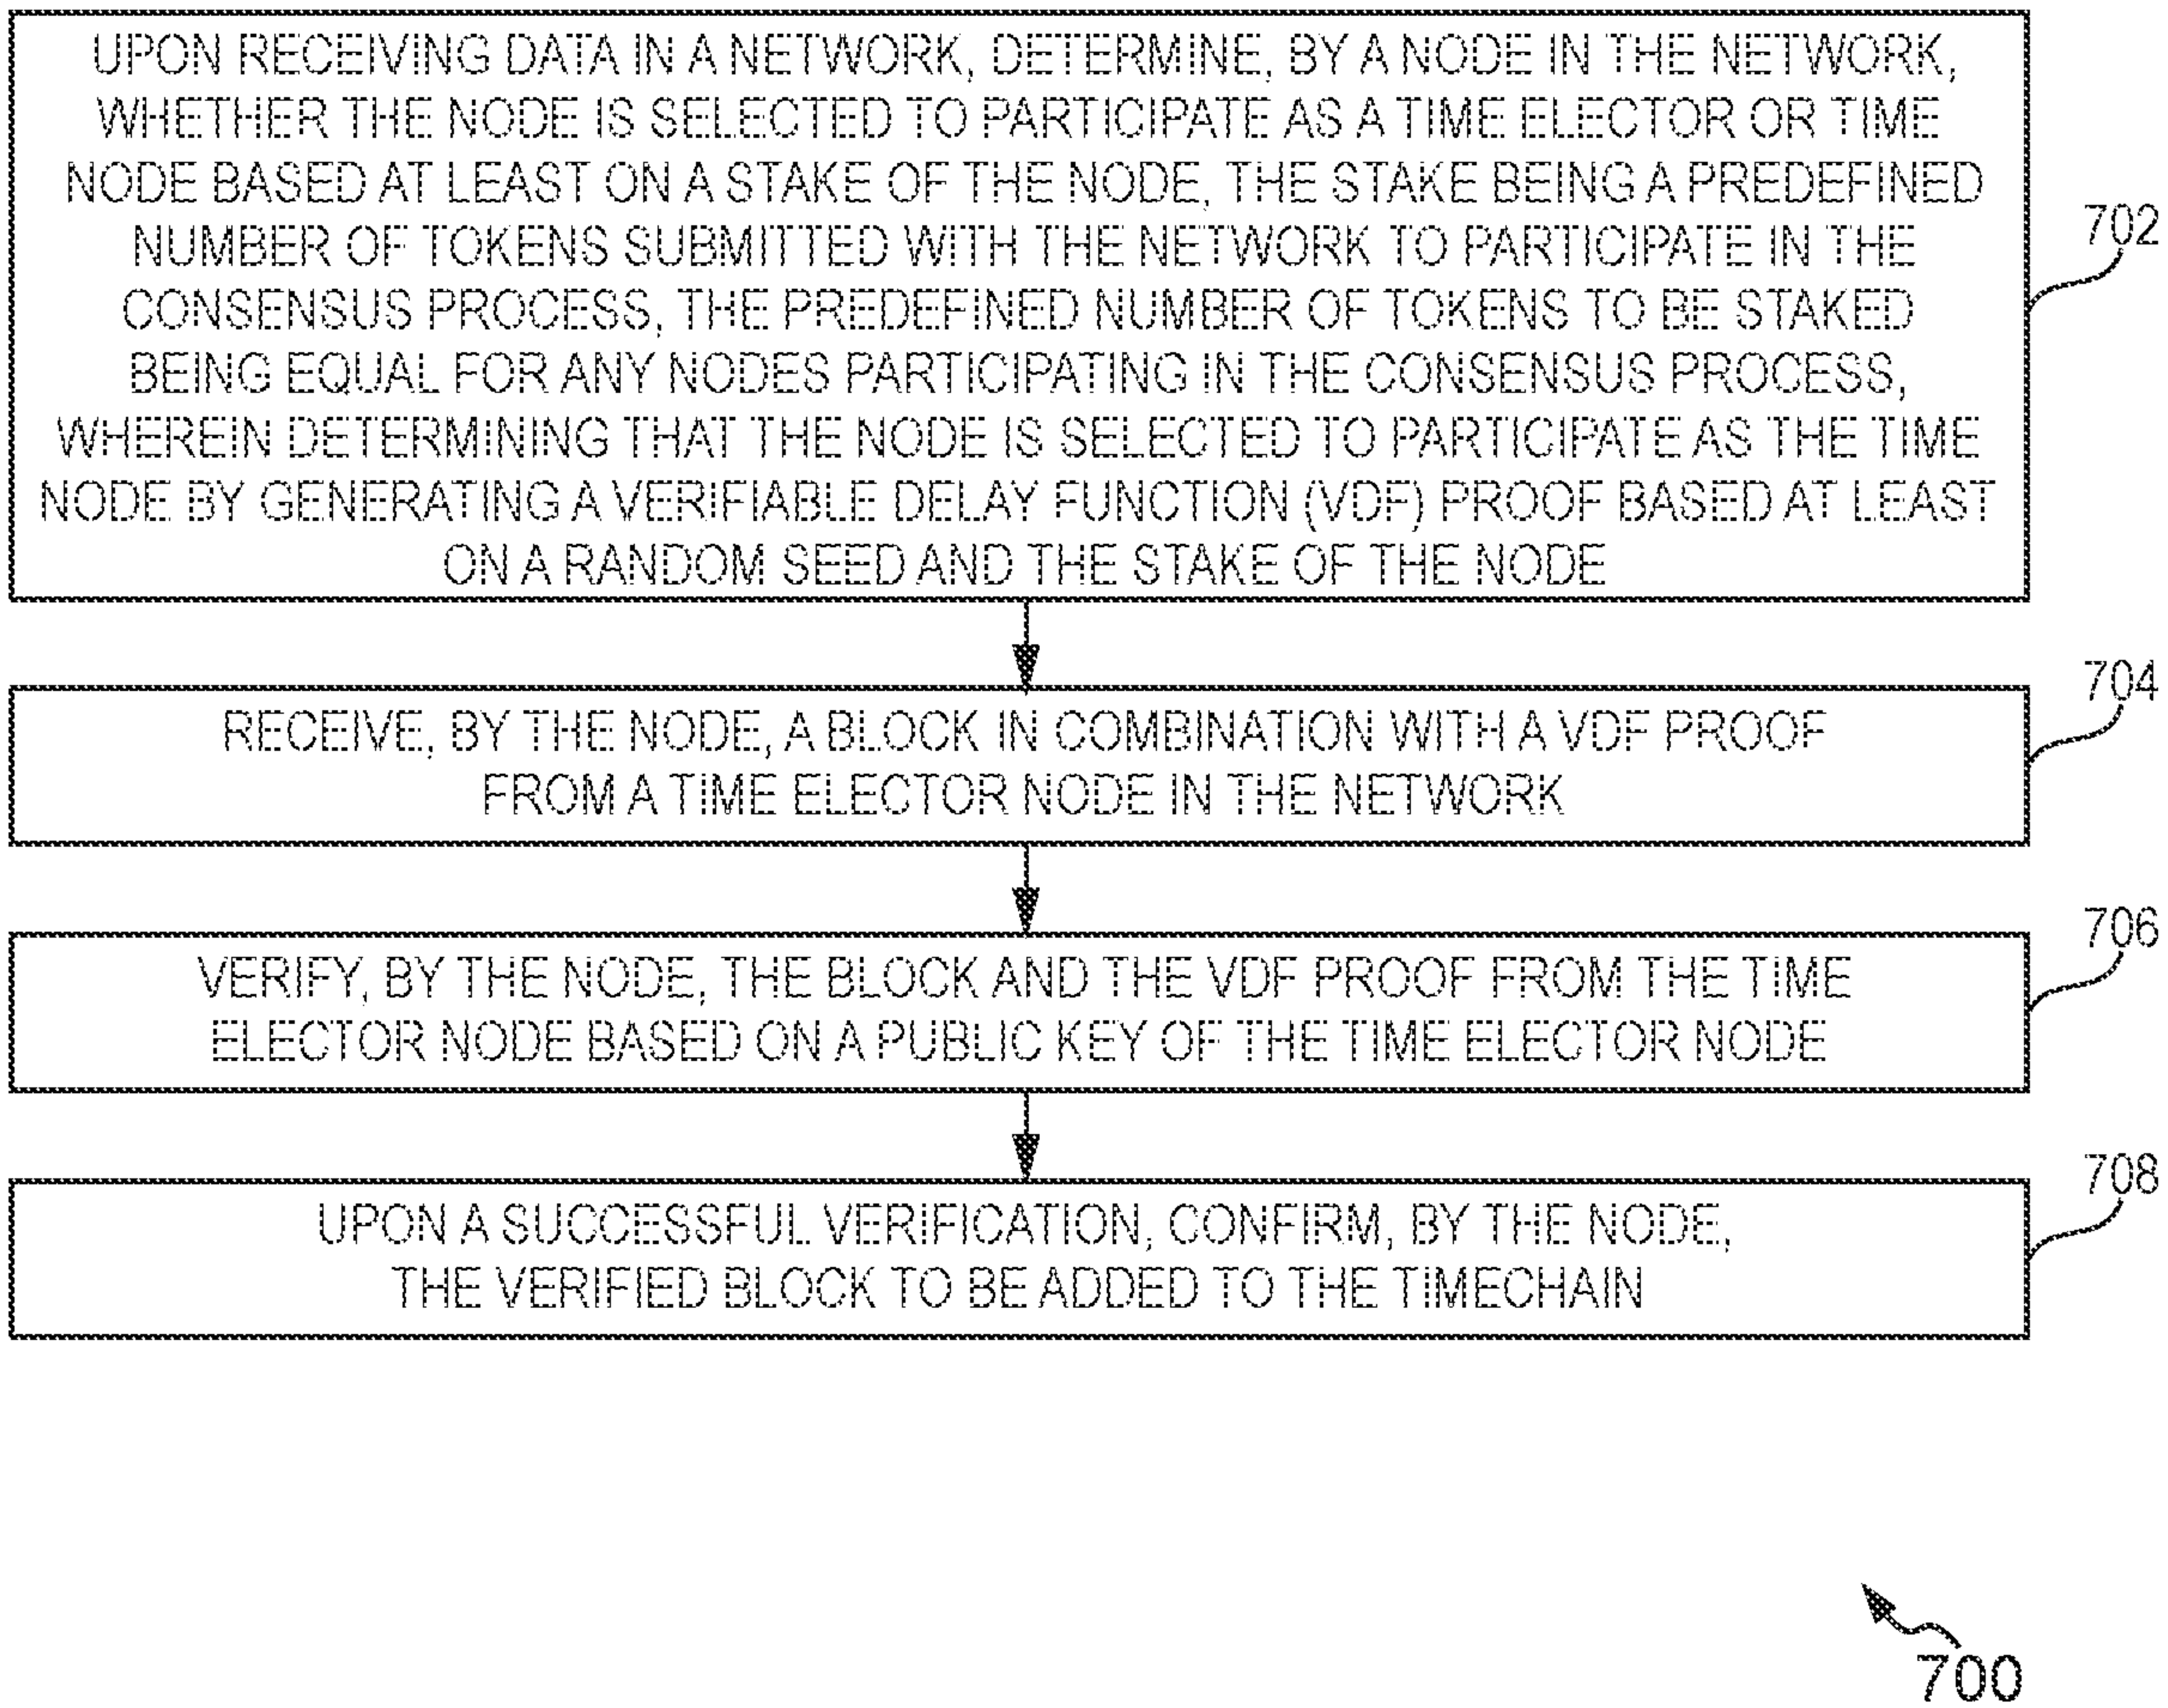 UPON RECEIVING DATA IN A NETWORK, DETERMINE, BY A NODE IN THE NETWORK,
WHETHER THE NODE IS SELECTED TO PARTICIPATE AS A TIME ELECTOR OR TIME
NODE BASED AT LEAST ON A STAKE OF THE NODE, THE STAKE BEING A PREDEFINED
NUMBER OF TOKENS SUBMITTED WITH THE NETWORK TO PARTICIPATE IN THE
CONSENSUS PROCESS, THE PREDEFINED NUMBER OF TOKENS TO BE STAKED
BEING EQUAL FOR ANY NODES PARTICIPATING IN THE CONSENSUS PROCESS,
WHEREIN DETERMINING THAT THE NODE IS SELECTED TO PARTICIPATE AS THE TIME
NODE BY GENERATING A VERIFIABLE DELAY FUNCTION (VDF) PROOF BASED AT LEAST
ON A RANDOM SEED AND THE STAKE OF THE NODE
702
RECEIVE, BY THE NODE, A BLOCK IN COMBINATION WITH A VDF PROOF
FROM A TIME ELECTOR NODE IN THE NETWORK
704
VERIFY, BY THE NODE, THE BLOCK AND THE VDF PROOF FROM THE TIME
ELECTOR NODE BASED ON A PUBLIC KEY OF THE TIME ELECTOR NODE
706
UPON A SUCCESSFUL VERIFICATION, CONFIRM, BY THE NODE,
THE VERIFIED BLOCK TO BE ADDED TO THE TIMECHAIN
708
700